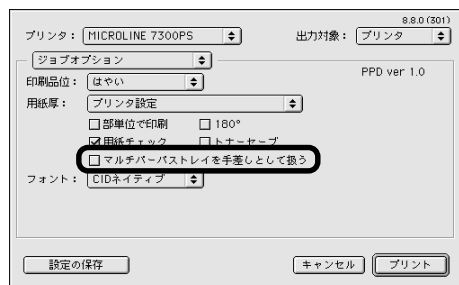 8.8.0 (301)
プリンタ： MICROLINE 7300PS 出力対象： プリンタ
ジョブオプション
PPD ver 1.0
印刷品位： はやい
用紙厚： プリンタ設定
部単位で印刷 180°
用紙チェック トナーセーブ
マルチパーパストレイを手差しとして扱う
フォント： CIDネイティブ
設定の保存 キャンセル プリント